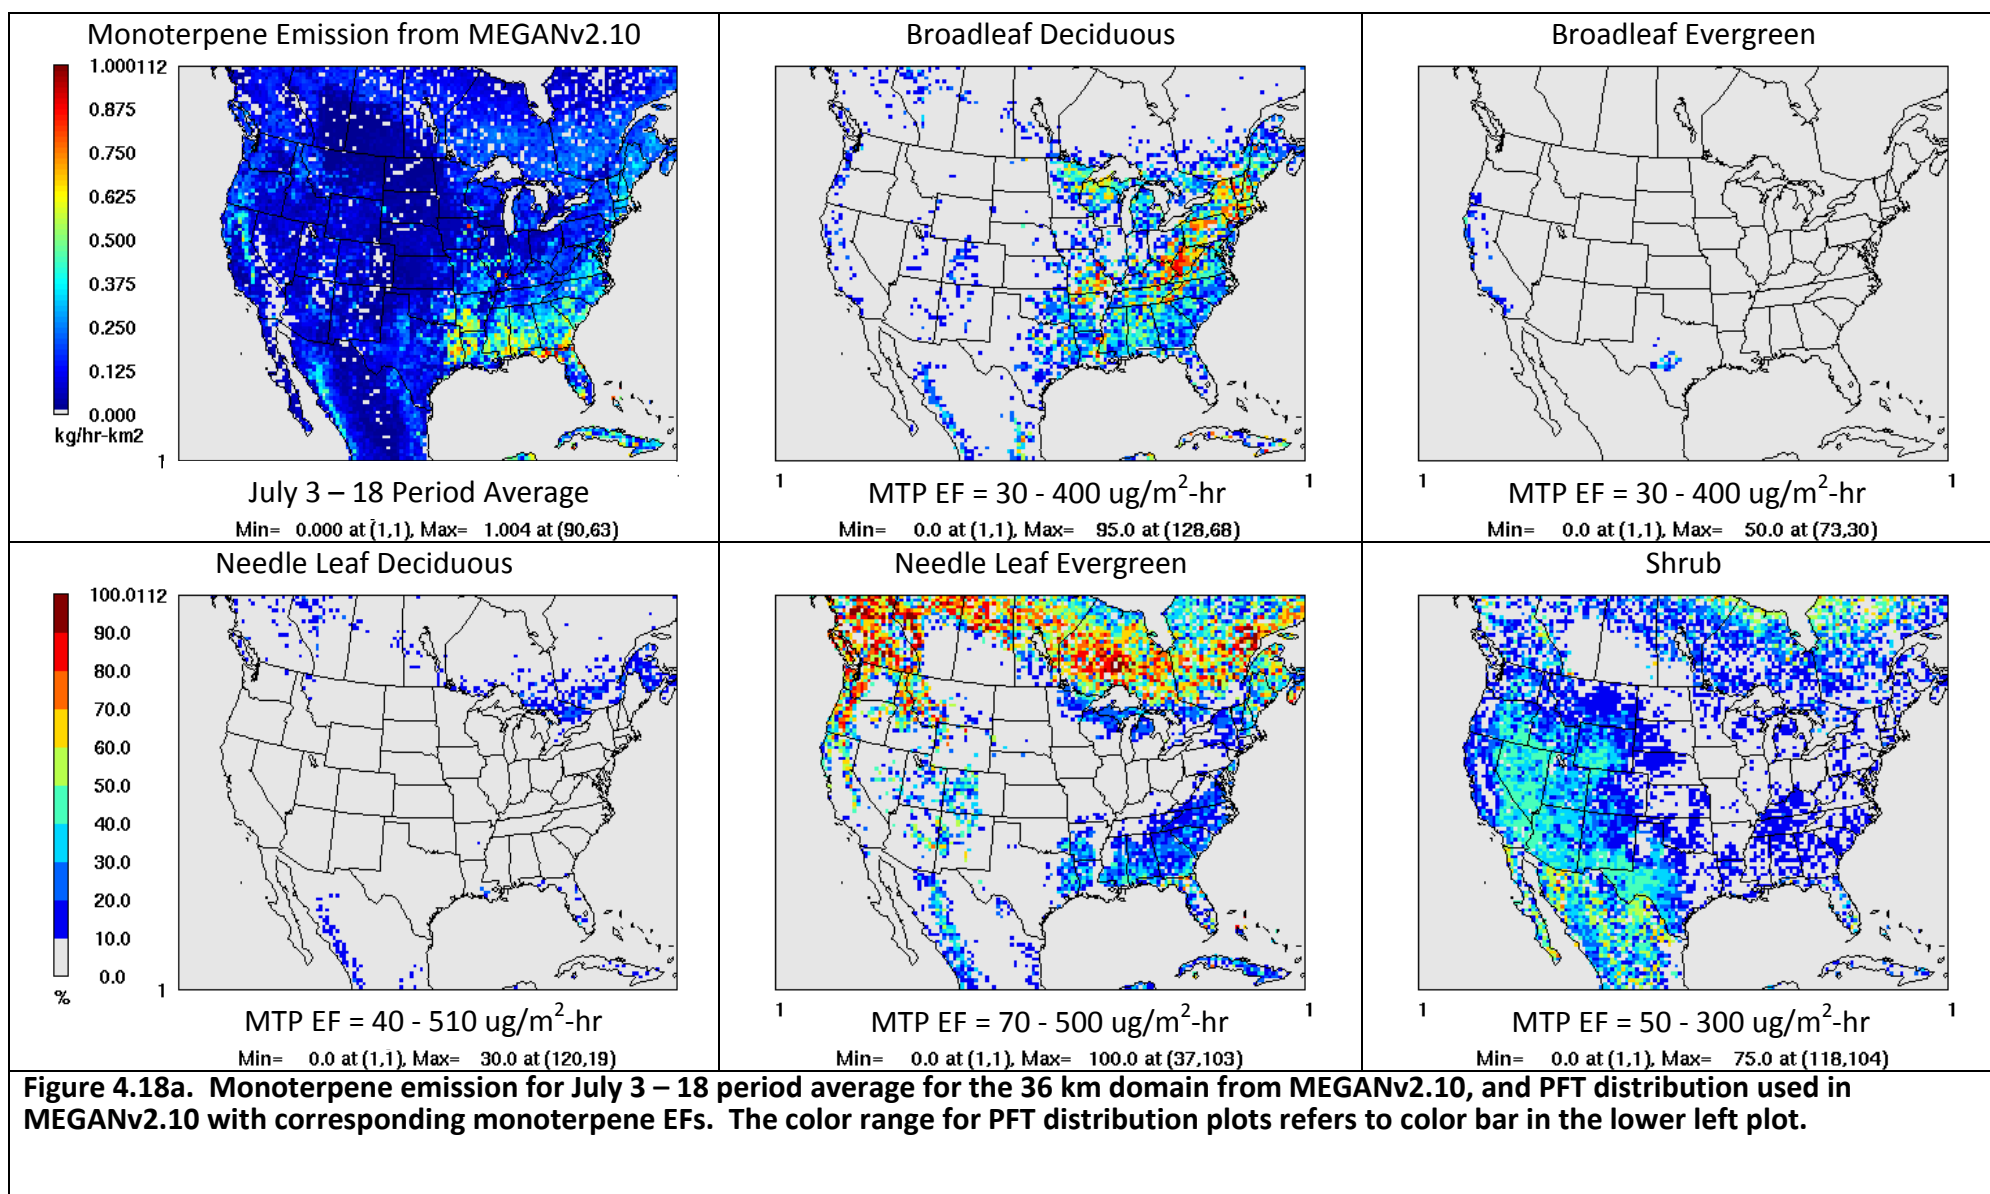 Monoterpene Emission from MEGANv2.10
1.000112
0.875
0.750
0.625
0.500
0.375
0.250
0.125
0.000
kg/hr-km2
1
July 3 – 18 Period Average
Min= 0.000 at (1,1), Max= 1.004 at (90,63)
Broadleaf Deciduous
1 2 1
MTP EF = 30 - 400 ug/m²-hr
Min= 0.0 at (1,1), Max= 95.0 at (128,68)
Broadleaf Evergreen
1 2 1
MTP EF = 30 - 400 ug/m²-hr
Min= 0.0 at (1,1), Max= 50.0 at (73,30)
Needle Leaf Deciduous
100.0112
90.0
80.0
70.0
60.0
50.0
40.0
30.0
20.0
10.0
0.0
%
1
2
MTP EF = 40 - 510 ug/m²-hr
Min= 0.0 at (1,1), Max= 30.0 at (120,19)
Needle Leaf Evergreen
1 2 1
MTP EF = 70 - 500 ug/m²-hr
Min= 0.0 at (1,1), Max= 100.0 at (37,103)
Shrub
1 2 1
MTP EF = 50 - 300 ug/m²-hr
Min= 0.0 at (1,1), Max= 75.0 at (118,104)
Figure 4.18a. Monoterpene emission for July 3 – 18 period average for the 36 km domain from MEGANv2.10, and PFT distribution used in
MEGANv2.10 with corresponding monoterpene EFs. The color range for PFT distribution plots refers to color bar in the lower left plot.